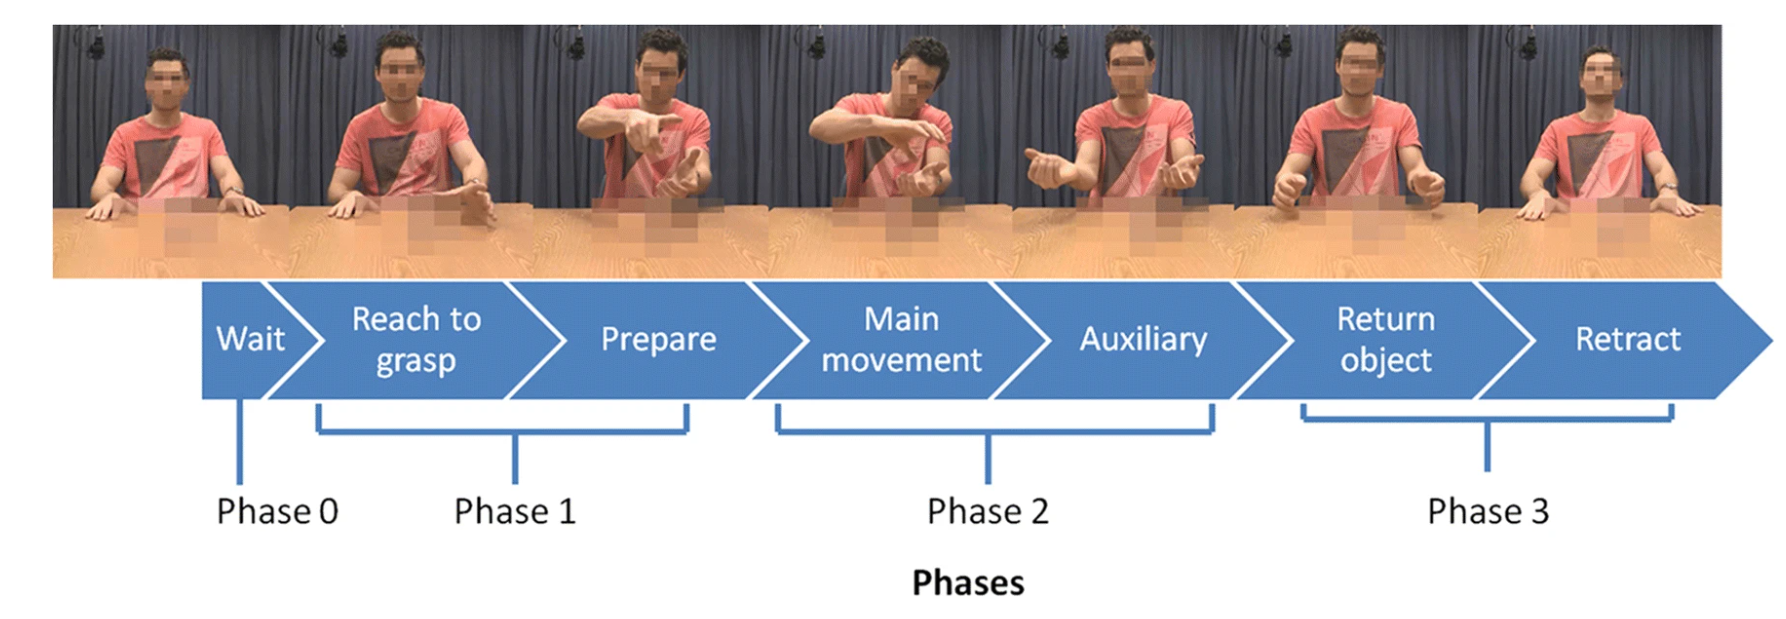 Wait
Reach to
grasp
Prepare
Main
movement
Auxiliary
Return
object
Retract
Phase 0
Phase 1
Phase 2
Phase 3
Phases